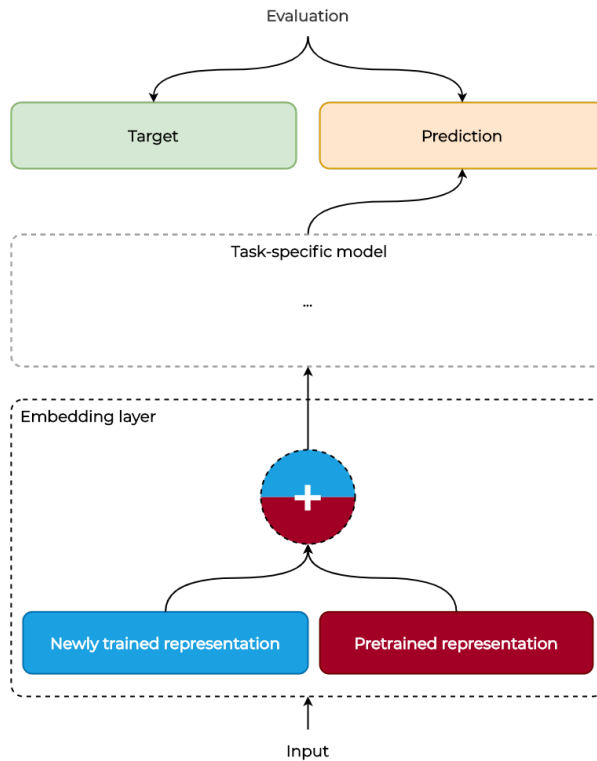 Evaluation
Target
Prediction
Task-specific model
...
Embedding layer
+
Newly trained representation
Pretrained representation
Input